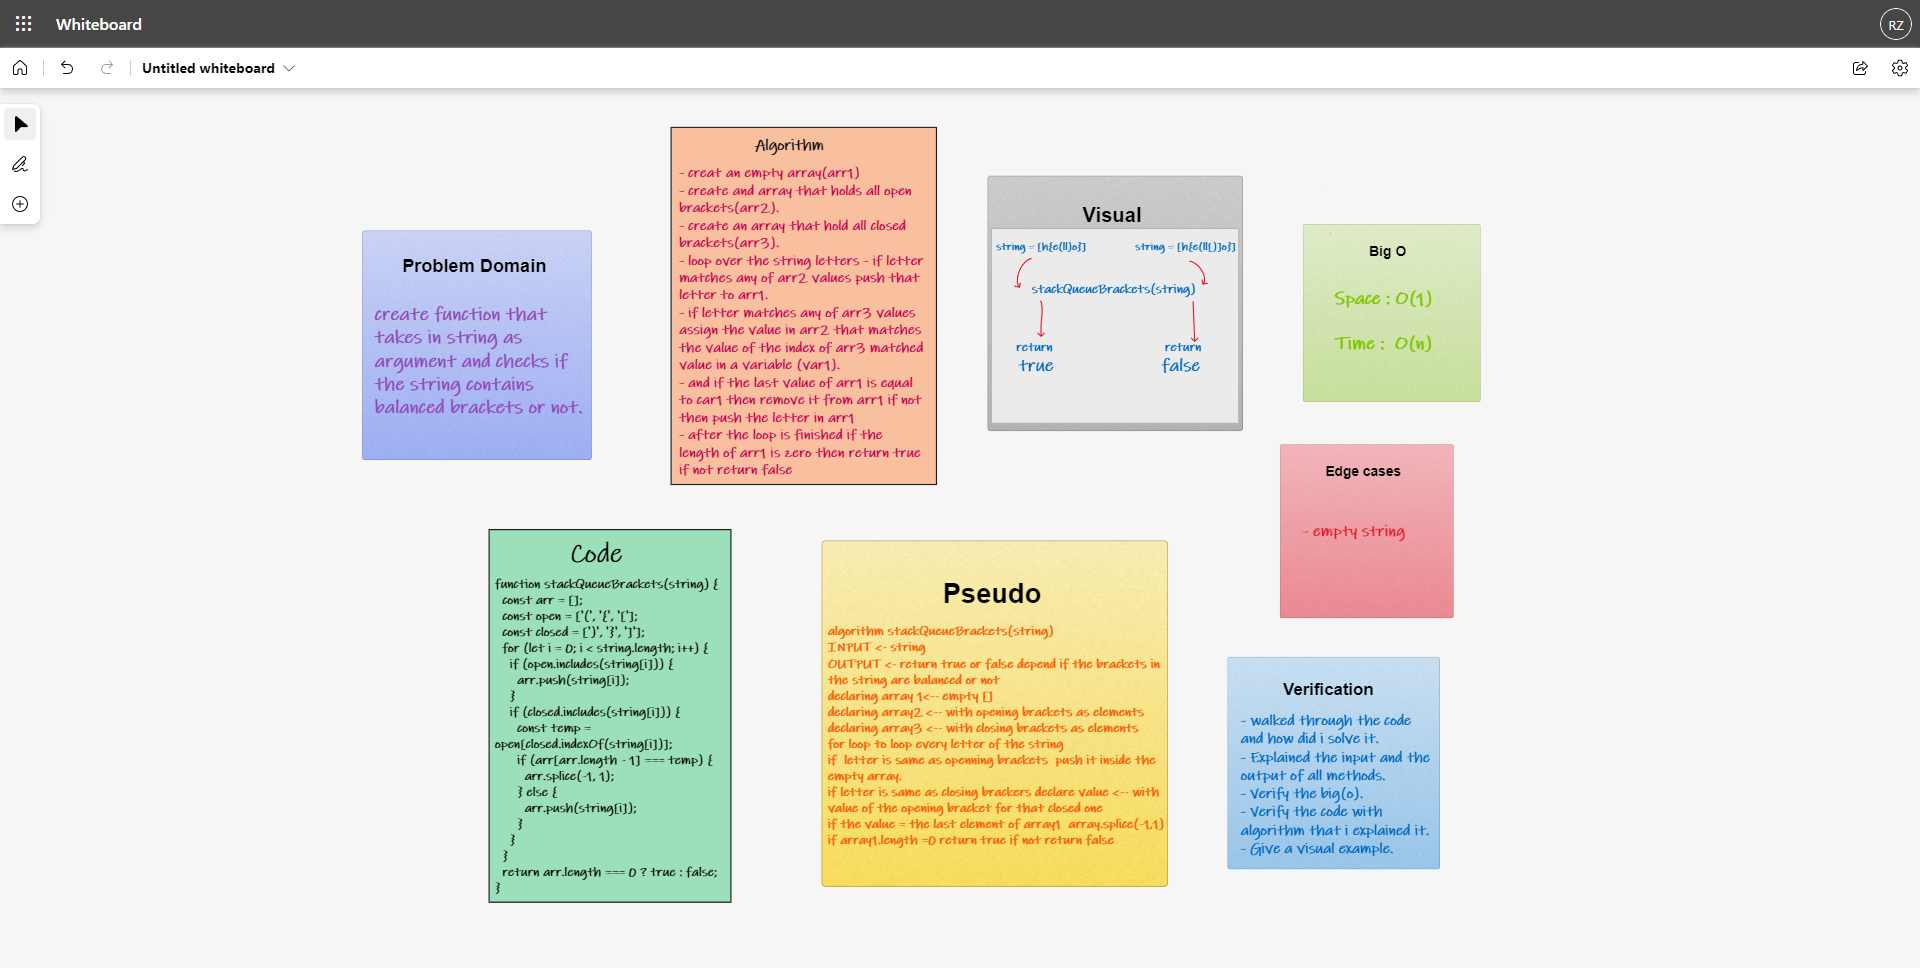 Whiteboard
RZ
Untitled whiteboard
Algorithm
- creat an empty array(arr1)
- create and array that holds all open
brackets(arr2).
- create an array that hold all closed
brackets(arr3).
- loop over the string letters - if letter
matches any of arr2 values push that
letter to arr1.
- if letter matches any of arr3 values
assign the value in arr2 that matches
the value of the index of arr3 matched
value in a variable (var1).
- and if the last value of arr1 is equal
to car1 then remove it from arr1 if not
then push the letter in arr1
- after the loop is finished if the
length of arr1 is zero then return true
if not return false
Visual
string = [h{e(ll)o}]
string = [h{e(ll[)]o}]
stackQueueBrackets(string)
return
true
return
false
Big O
Space : O(1)
Time : O(n)
Problem Domain
create function that
takes in string as
argument and checks if
the string contains
balanced brackets or not.
Edge cases
- empty string
Code
function stackQueueBrackets(string) {
const arr = [];
const open = ['(', '{', '['];
const closed = [')', '}', ']'];
for (let i = 0; i < string.length; i++) {
if (open.includes(string[i])) {
arr.push(string[i]);
}
if (closed.includes(string[i])) {
const temp =
open[closed.indexOf(string[i])];
if (arr[arr.length - 1] === temp) {
arr.splice(-1, 1);
} else {
arr.push(string[i]);
}
}
}
return arr.length === 0 ? true : false;
}
Pseudo
algorithm stackQueueBrackets(string)
INPUT <- string
OUTPUT <- return true or false depend if the brackets in
the string are balanced or not
declaring array 1<-- empty []
declaring array2 <-- with opening brackets as elements
declaring array3 <-- with closing brackets as elements
for loop to loop every letter of the string
if letter is same as openning brackets push it inside the
empty array.
if letter is same as closing brackers declare value <-- with
value of the opening bracket for that closed one
if the value = the last element of array1 array.splice(-1,1)
if array1.length =0 return true if not return false
Verification
- walked through the code
and how did i solve it.
- Explained the input and the
output of all methods.
- Verify the big(o).
- Verify the code with
algorithm that i explained it.
- Give a visual example.